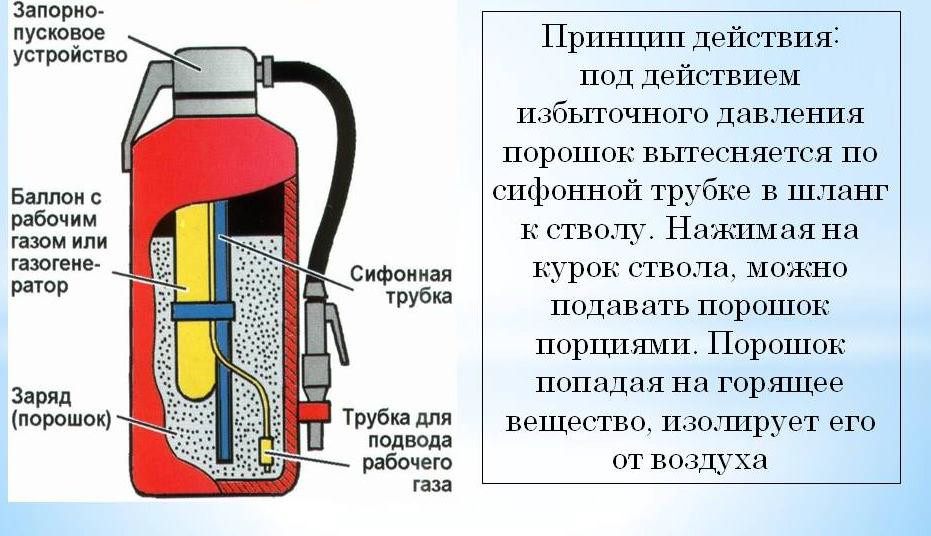 Запорно-
пусковое
устройство
Баллон с
рабочим
газом или
газогене-
ратор
Сифонная
трубка
Заряд
(порошок)
Трубка для
подвода
рабочего
газа
Принцип действия:
под действием
избыточного давления
порошок вытесняется по
сифонной трубке в шланг
к стволу. Нажимая на
курок ствола, можно
подавать порошок
порциями. Порошок
попадая на горящее
вещество, изолирует его
от воздуха